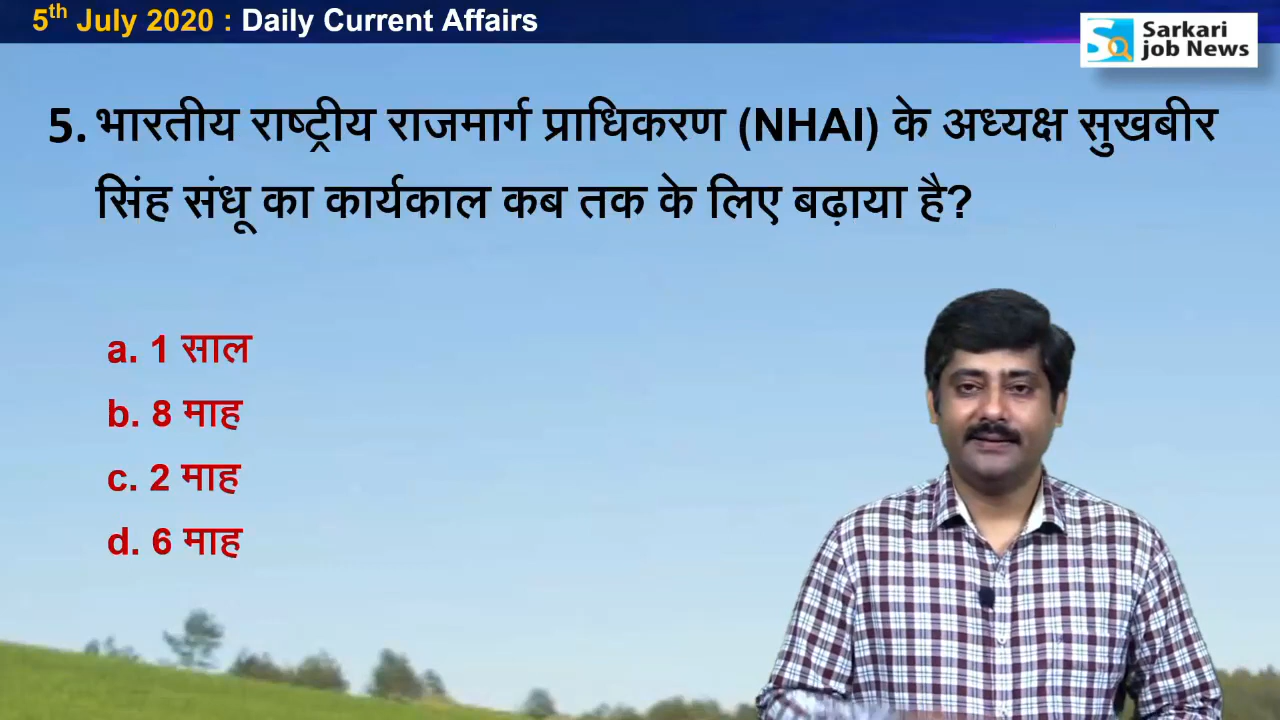 5th July 2020 : Daily Current Affairs
Sarkari
job News
5. भारतीय राष्ट्रीय राजमार्ग प्राधिकरण (NHAI) के अध्यक्ष सुखबीर
सिंह संधू का कार्यकाल कब तक के लिए बढ़ाया है?
a. 1 साल
b. 8 माह
c. 2 माह
d. 6 माह